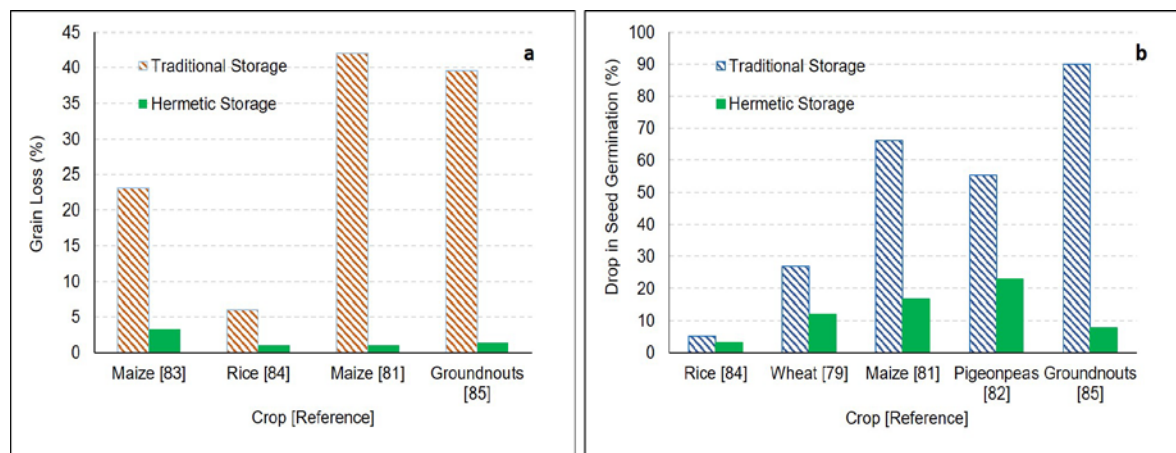 a
45
40
35
30
25
20
15
10
5
0
Grain Loss (%)
Traditional Storage
Hermetic Storage
Maize [83] Rice [84] Maize [81] Groundnouts
[85]
Crop [Reference]
b
100
90
80
70
60
50
40
30
20
10
0
Drop in Seed Germination (%)
Traditional Storage
Hermetic Storage
Rice [84] Wheat [79] Maize [81] Pigeonpeas Groundnouts
[82] [85]
Crop [Reference]